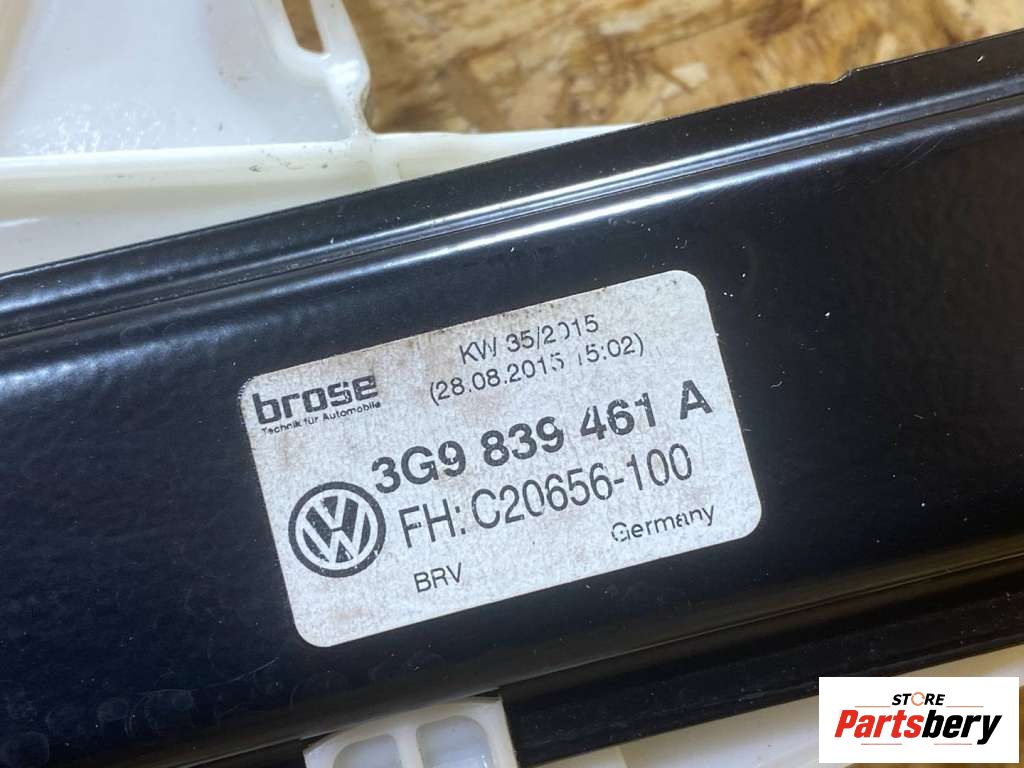 brose
Technik für Automobile
KW 35/2015
(28.08.2015 15:02)
3G9 839 461 A
FH: C20656-100
BRV
Germany
STORE
Partsbery